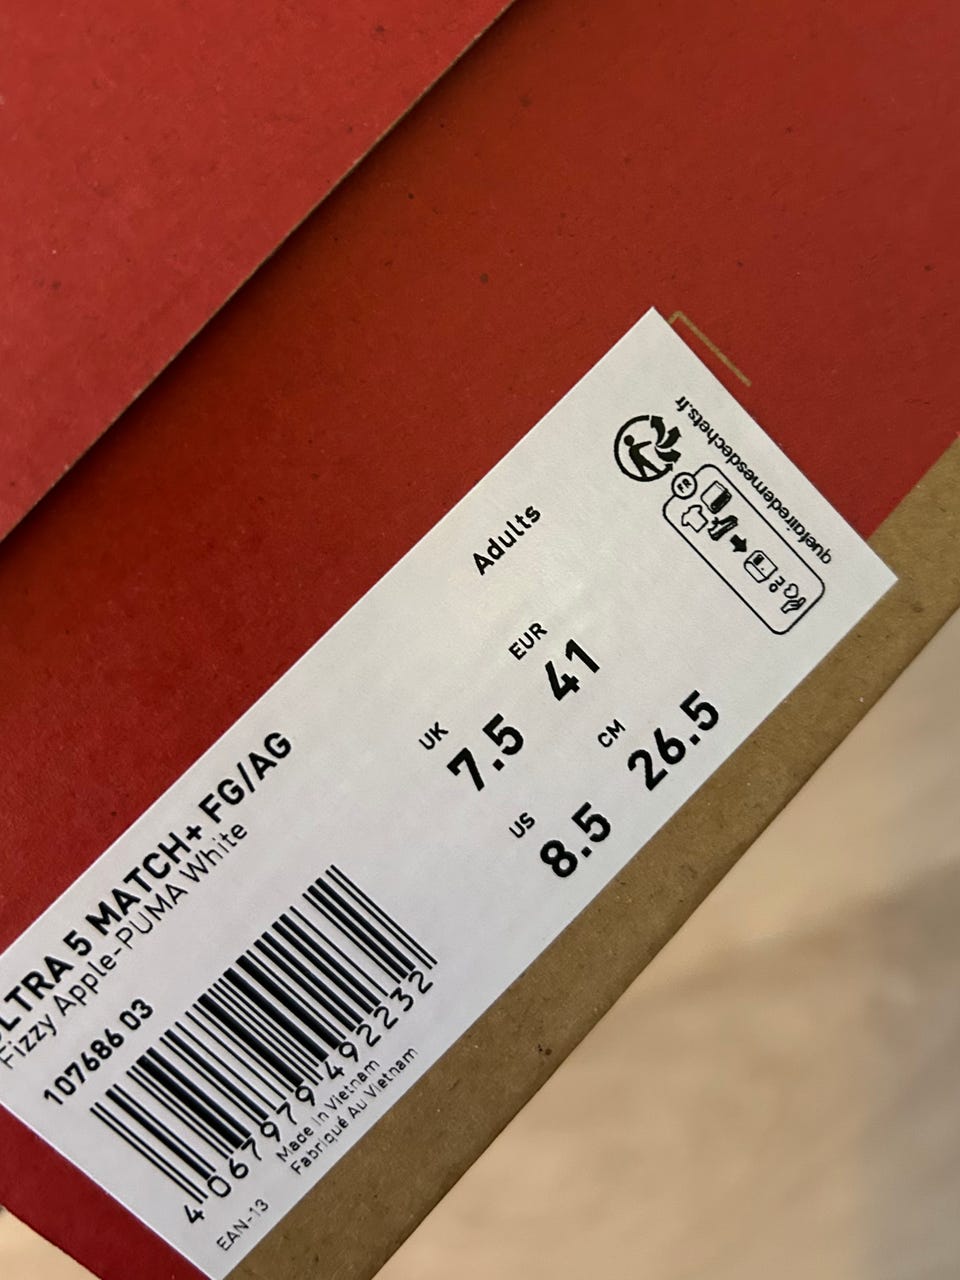 LTRA 5 MATCH+ FG/AG
Fizzy Apple-PUMA White
107686 03
4 067979 492232
EAN-13
Made In Vietnam
Fabriqué Au Vietnam
Adults
UK
7.5
EUR
41
US
8.5
CM
26.5
FR
quefairedemesdechets.fr